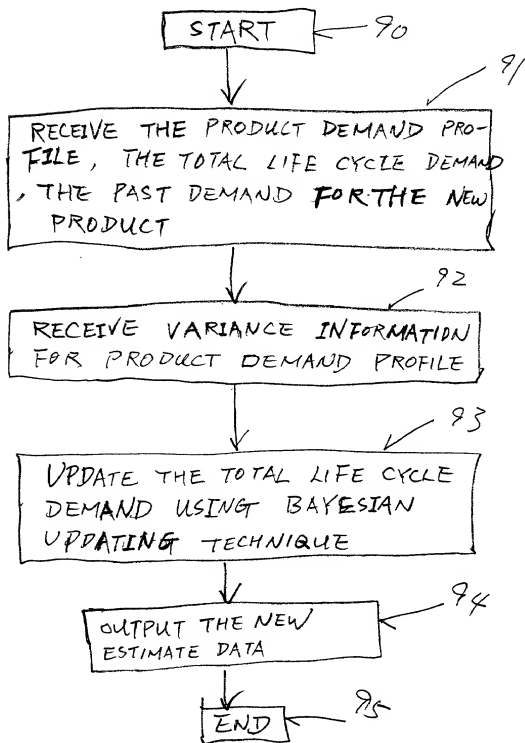 START
90
91
RECEIVE THE PRODUCT DEMAND PRO-
FILE, THE TOTAL LIFE CYCLE DEMAND
, THE PAST DEMAND FOR THE NEW
PRODUCT
92
RECEIVE VARIANCE INFORMATION
FOR PRODUCT DEMAND PROFILE
93
UPDATE THE TOTAL LIFE CYCLE
DEMAND USING BAYESIAN
UPDATING TECHNIQUE
94
OUTPUT THE NEW
ESTIMATE DATA
END
95